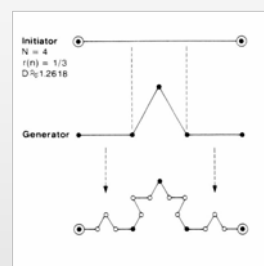 Initiator
N = 4
r(n) = 1/3
D ≈ 1.2618
Generator